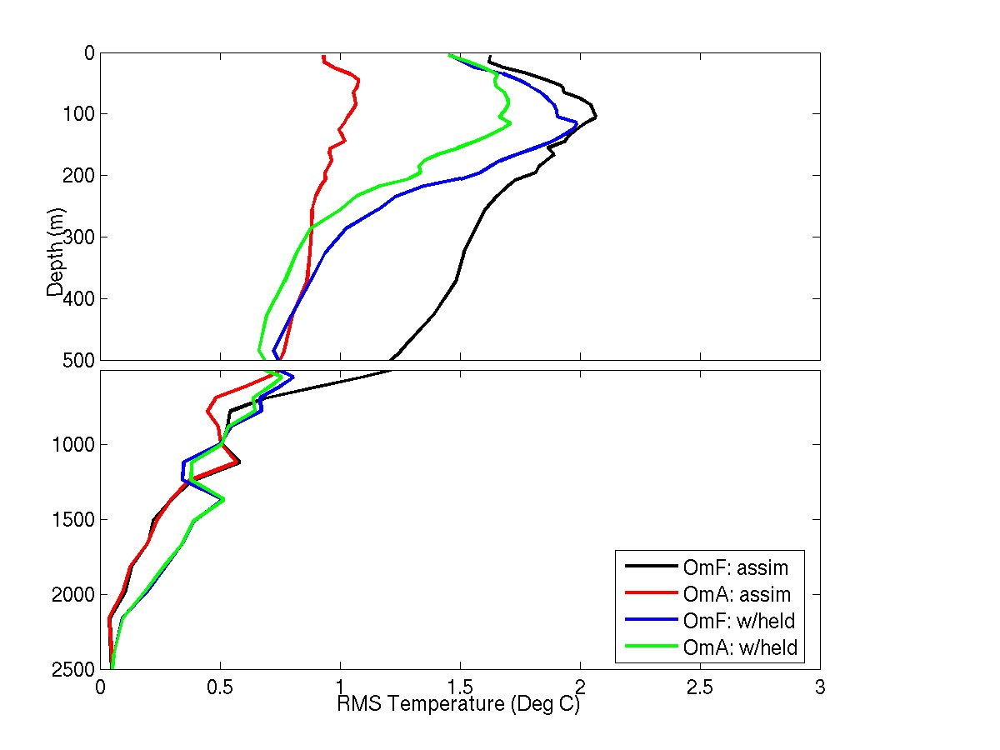 0
100
200
300
400
500
Depth (m)
1000
1500
2000
2500
0 0.5 1 1.5 2 2.5 3
RMS Temperature (Deg C)
OmF: assim
OmA: assim
OmF: w/held
OmA: w/held